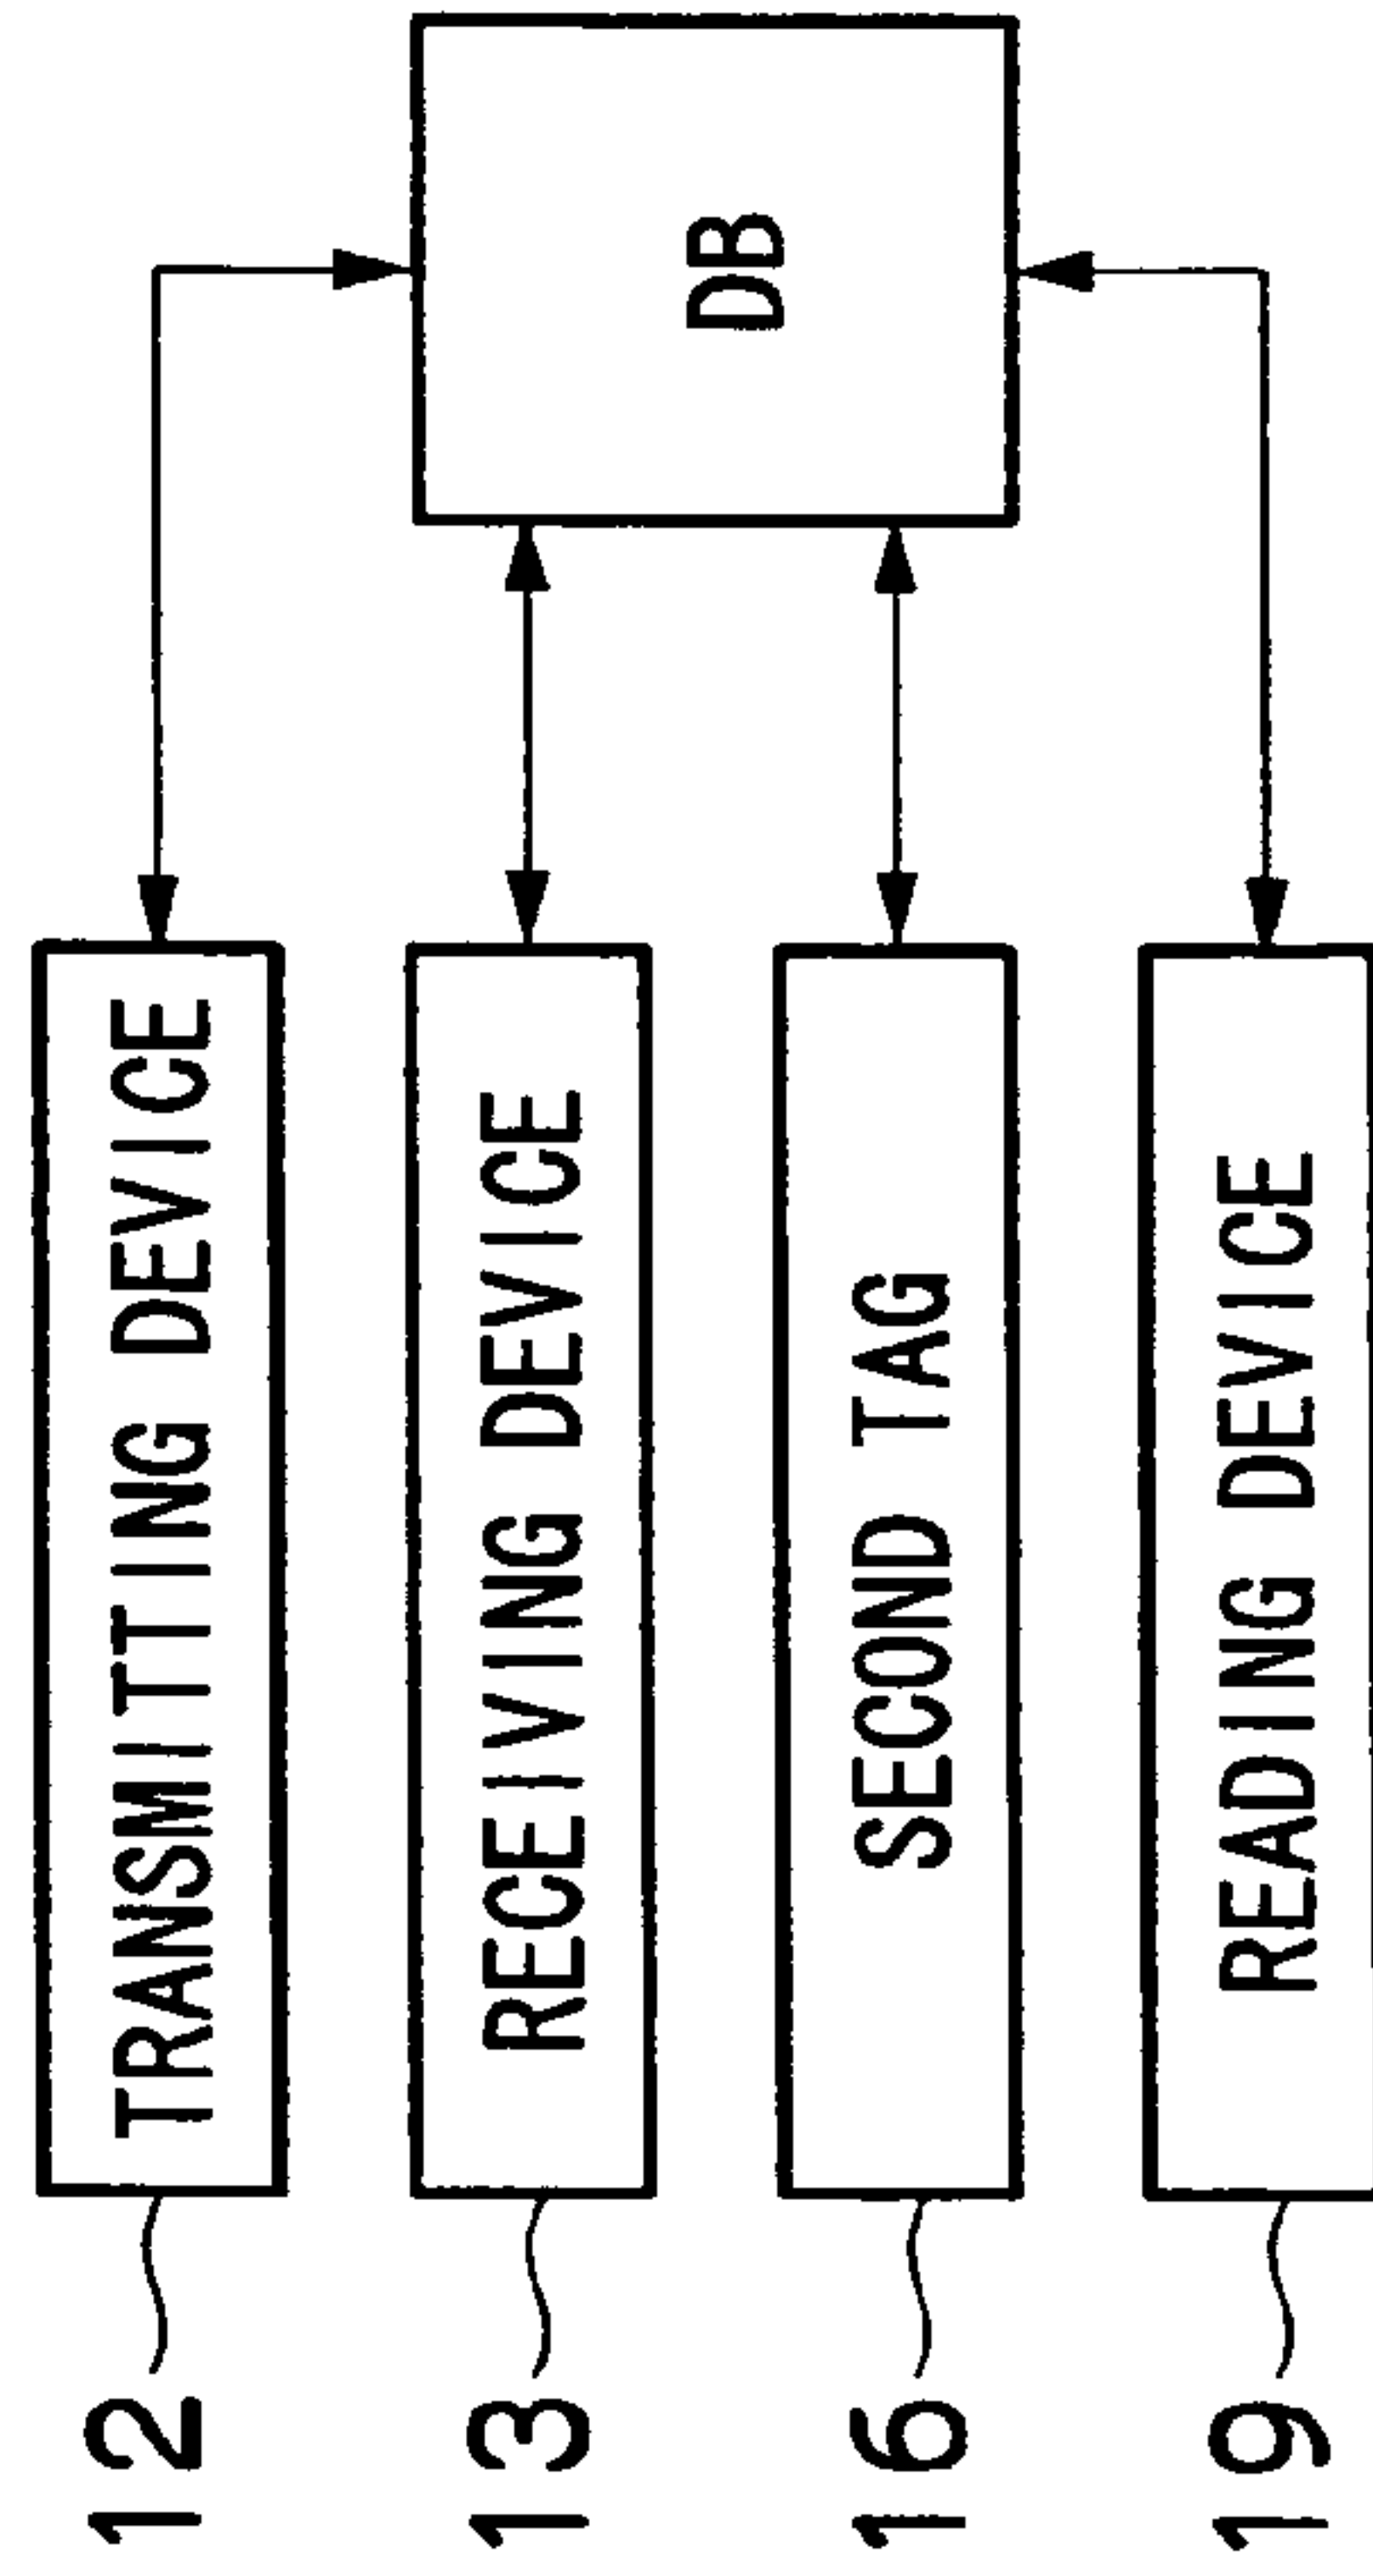 12 TRANSMITTING DEVICE
13 RECEIVING DEVICE
16 SECOND TAG
19 READING DEVICE
DB